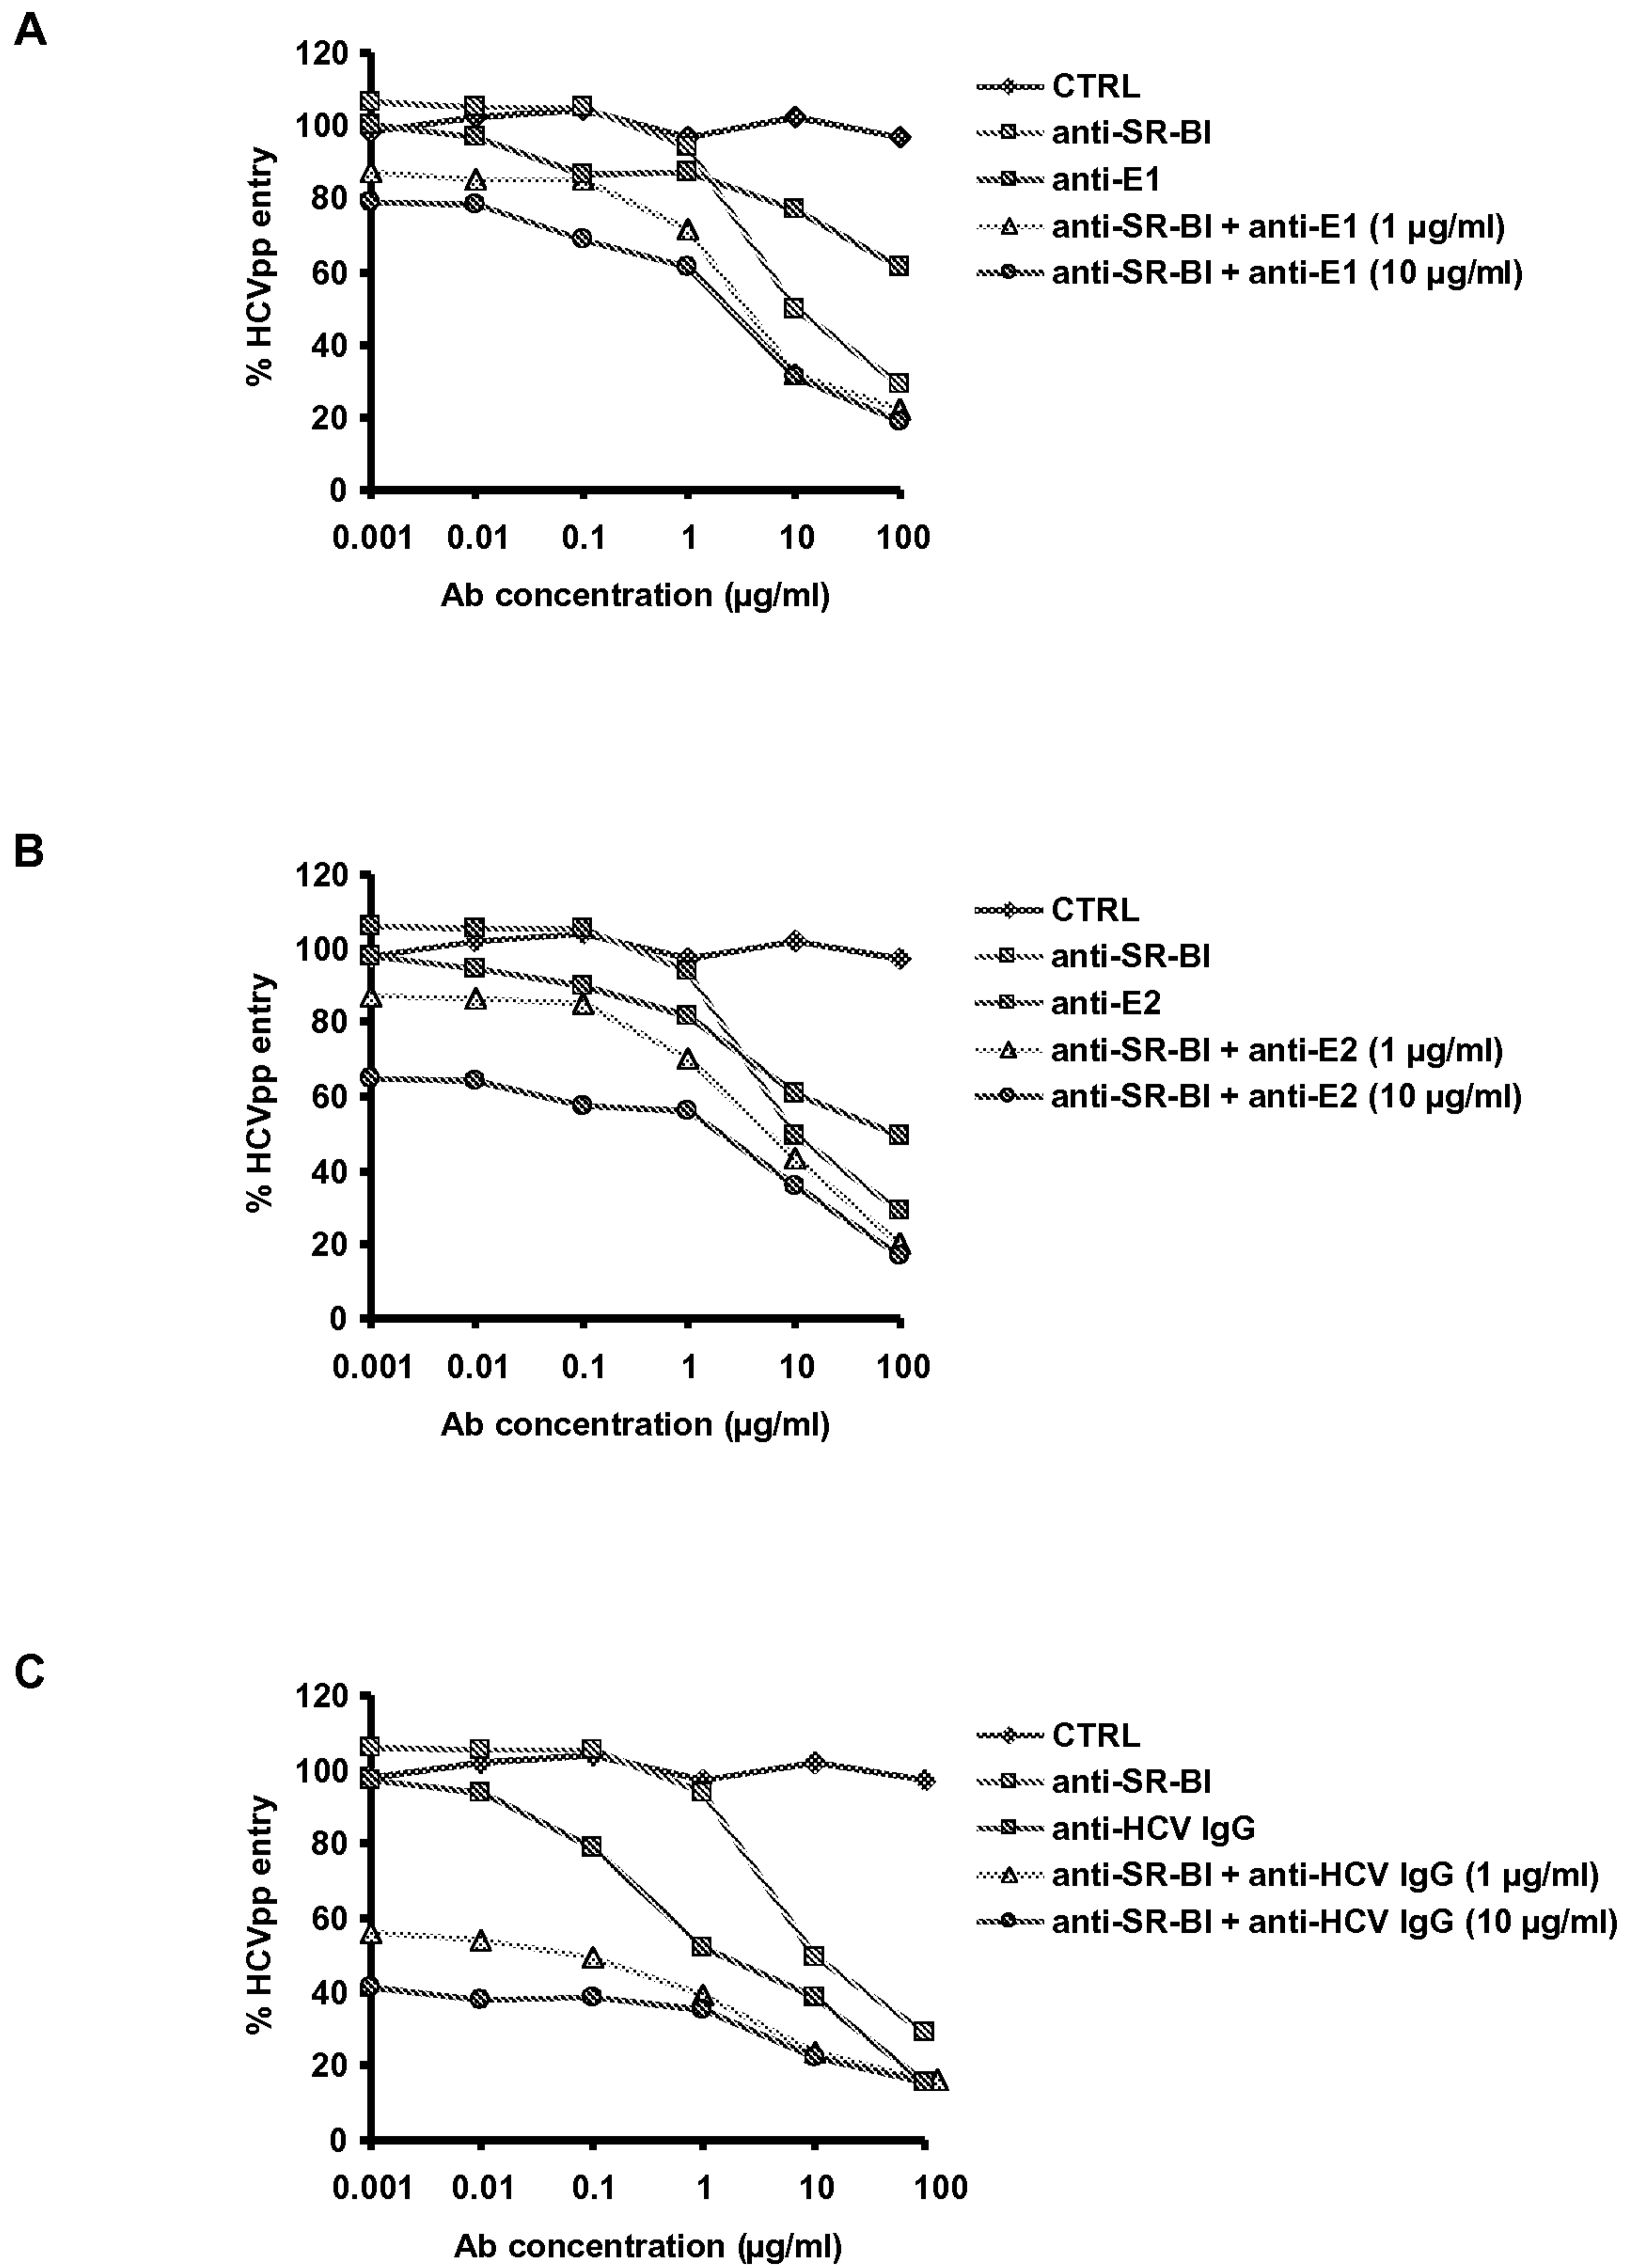 A
120
100
80
60
40
20
0
% HCVpp entry
0.001 0.01 0.1 1 10 100
Ab concentration (µg/ml)
CTRL
anti-SR-BI
anti-E1
anti-SR-BI + anti-E1 (1 µg/ml)
anti-SR-BI + anti-E1 (10 µg/ml)
B
120
100
80
60
40
20
0
% HCVpp entry
0.001 0.01 0.1 1 10 100
Ab concentration (µg/ml)
CTRL
anti-SR-BI
anti-E2
anti-SR-BI + anti-E2 (1 µg/ml)
anti-SR-BI + anti-E2 (10 µg/ml)
C
120
100
80
60
40
20
0
% HCVpp entry
0.001 0.01 0.1 1 10 100
Ab concentration (µg/ml)
CTRL
anti-SR-BI
anti-HCV IgG
anti-SR-BI + anti-HCV IgG (1 µg/ml)
anti-SR-BI + anti-HCV IgG (10 µg/ml)